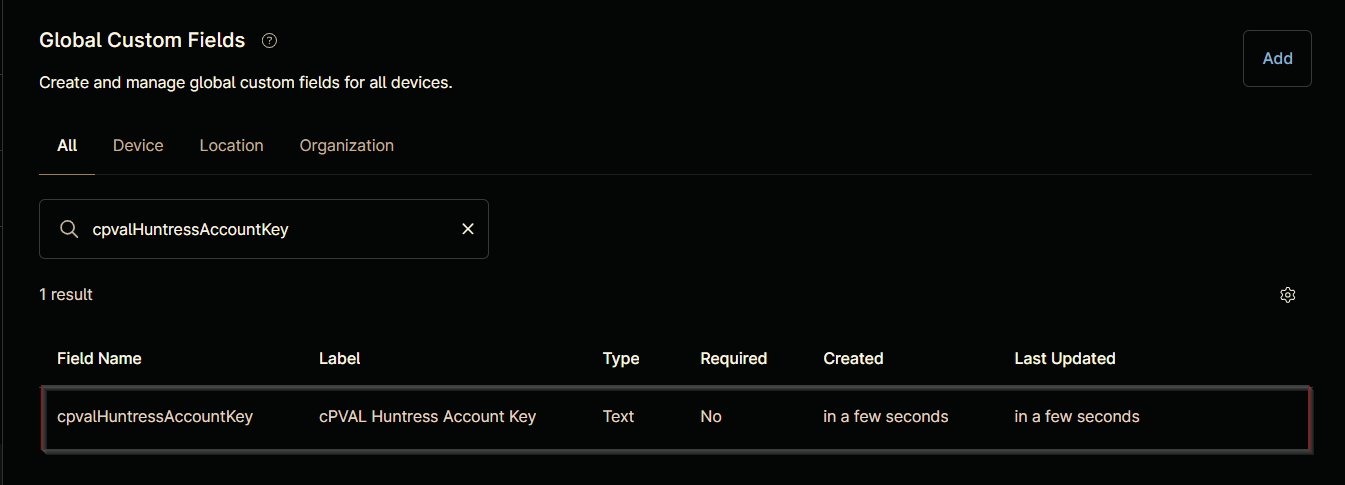 Global Custom Fields ?
Add
Create and manage global custom fields for all devices.
All Device Location Organization
cpvalHuntressAccountKey
1 result
Field Name Label Type Required Created Last Updated
cpvalHuntressAccountKey cPVAL Huntress Account Key Text No in a few seconds in a few seconds